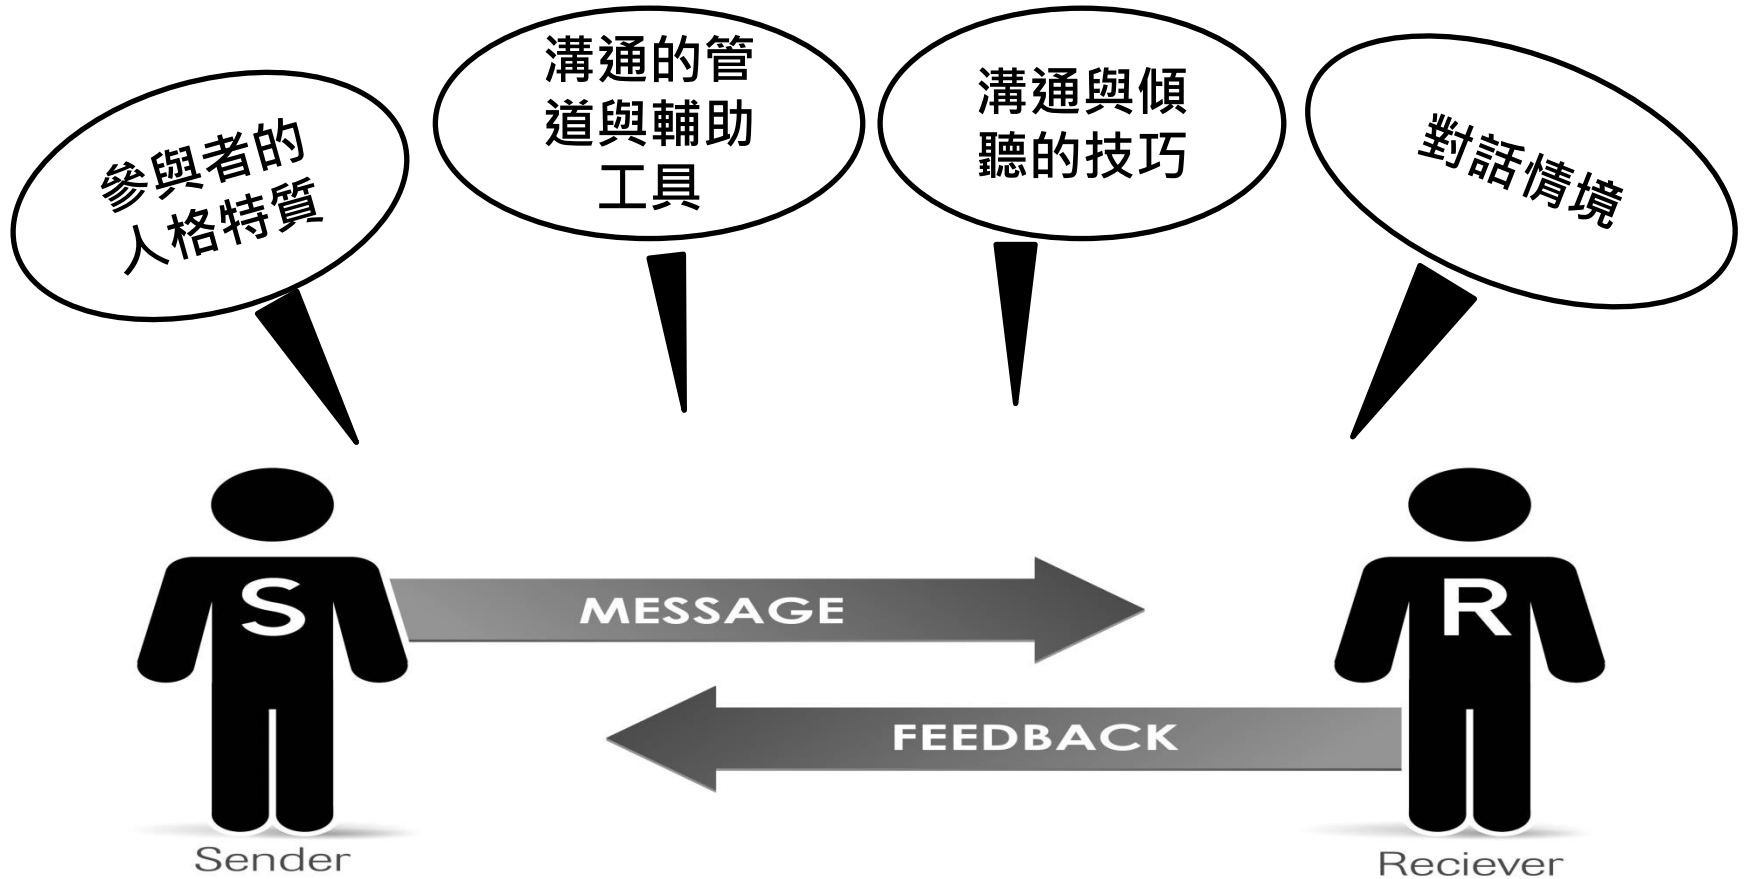 參與者的
人格特質
溝通的管
道與輔助
工具
溝通與傾
聽的技巧
對話情境
S
R
MESSAGE
FEEDBACK
Sender
Reciever